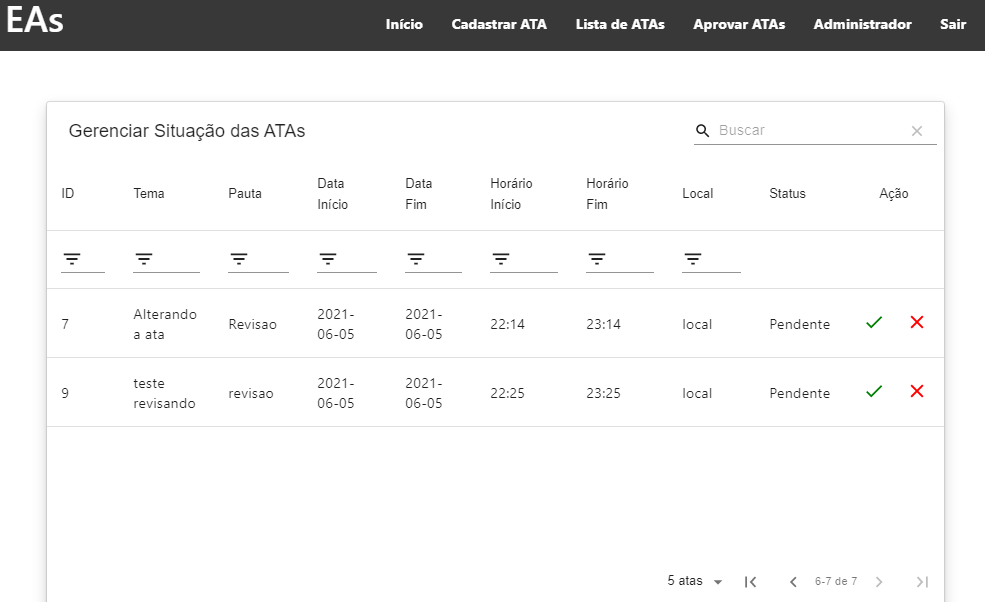 EAs
Início Cadastrar ATA Lista de ATAs Aprovar ATAs Administrador Sair
Gerenciar Situação das ATAs
Buscar
ID Tema Pauta Data Início Data Fim Horário Início Horário Fim Local Status Ação
7 Alterando a ata Revisao 2021-06-05 2021-06-05 22:14 23:14 local Pendente
9 teste revisando revisao 2021-06-05 2021-06-05 22:25 23:25 local Pendente
5 atas 6-7 de 7